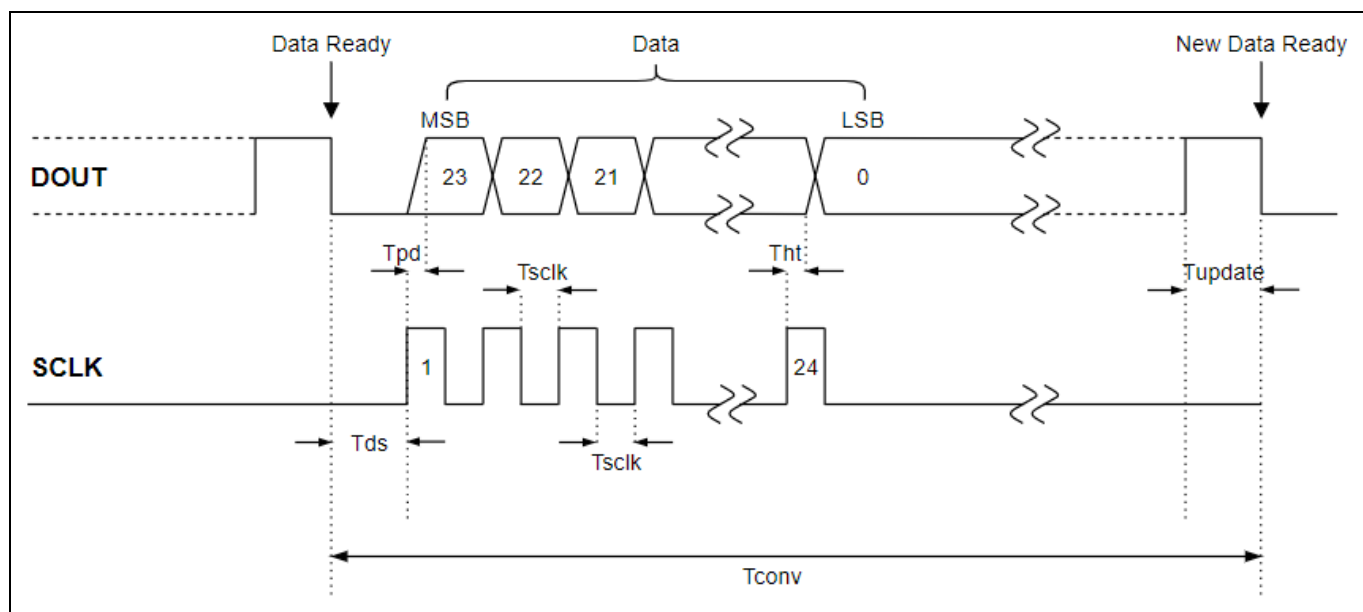 Data Ready
Data
New Data Ready
MSB
LSB
DOUT
23
22
21
0
Tpd
Tsclk
Tht
Tupdate
SCLK
1
24
Tds
Tsclk
Tconv